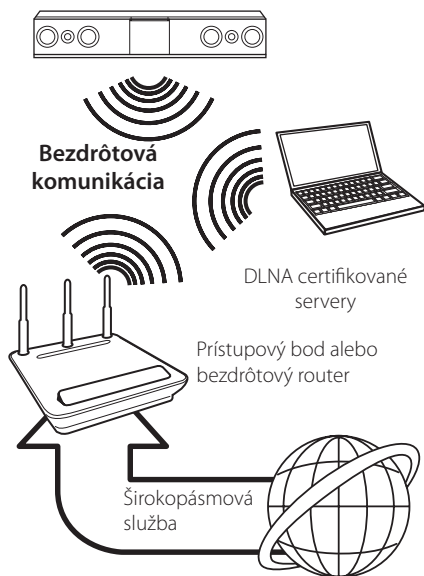 Bezdrôtová
komunikácia
DLNA certifikované
servery
Prístupový bod alebo
bezdrôtový router
Širokopásmová
služba